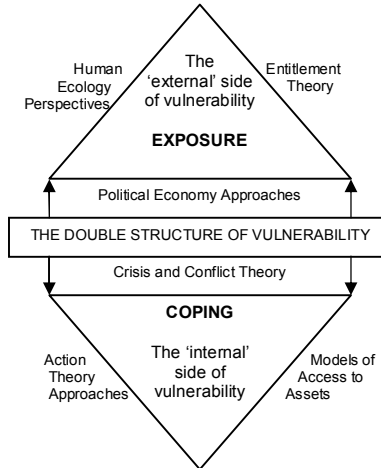 Human
Ecology
Perspectives
The
'external' side
of vulnerability
EXPOSURE
Entitlement
Theory
Political Economy Approaches
THE DOUBLE STRUCTURE OF VULNERABILITY
Crisis and Conflict Theory
COPING
The 'internal'
side of
vulnerability
Action
Theory
Approaches
Models of
Access to
Assets